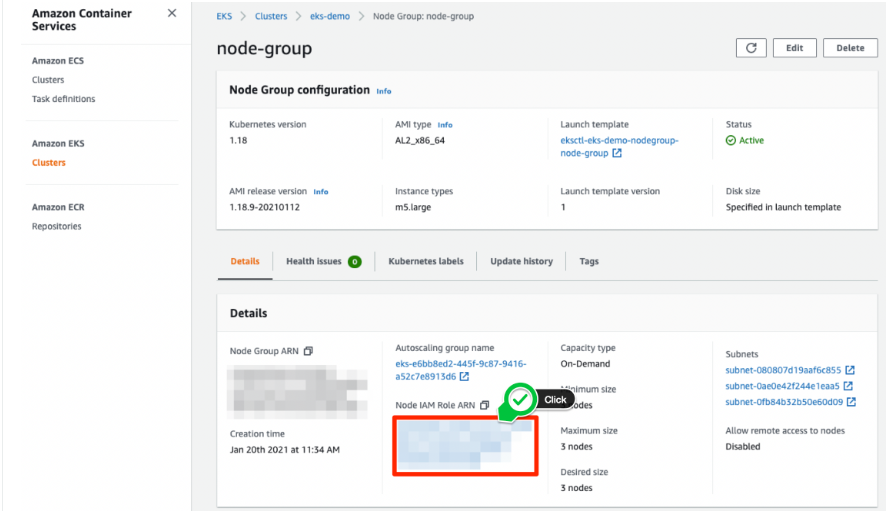 Amazon Container
Services
Amazon ECS
Clusters
Task definitions
Amazon EKS
Clusters
Amazon ECR
Repositories
EKS > Clusters > eks-demo > Node Group: node-group
node-group
Edit
Delete
Node Group configuration Info
Kubernetes version
1.18
AMI type Info
AL2_x86_64
Launch template
eksctl-eks-demo-nodegroup-
node-group
Status
Active
AMI release version Info
1.18.9-20210112
Instance types
m5.large
Launch template version
1
Disk size
Specified in launch template
Details
Health issues 0
Kubernetes labels
Update history
Tags
Details
Node Group ARN
Creation time
Jan 20th 2021 at 11:34 AM
Autoscaling group name
eks-e6bb8ed2-445f-9c87-9416-
a52c7e8913d6
Node IAM Role ARN
Click
Capacity type
On-Demand
Minimum size
nodes
Maximum size
3 nodes
Desired size
3 nodes
Subnets
subnet-080807d19aaf6c855
subnet-0ae0e42f244e1eaa5
subnet-0fb84b32b50e60d09
Allow remote access to nodes
Disabled